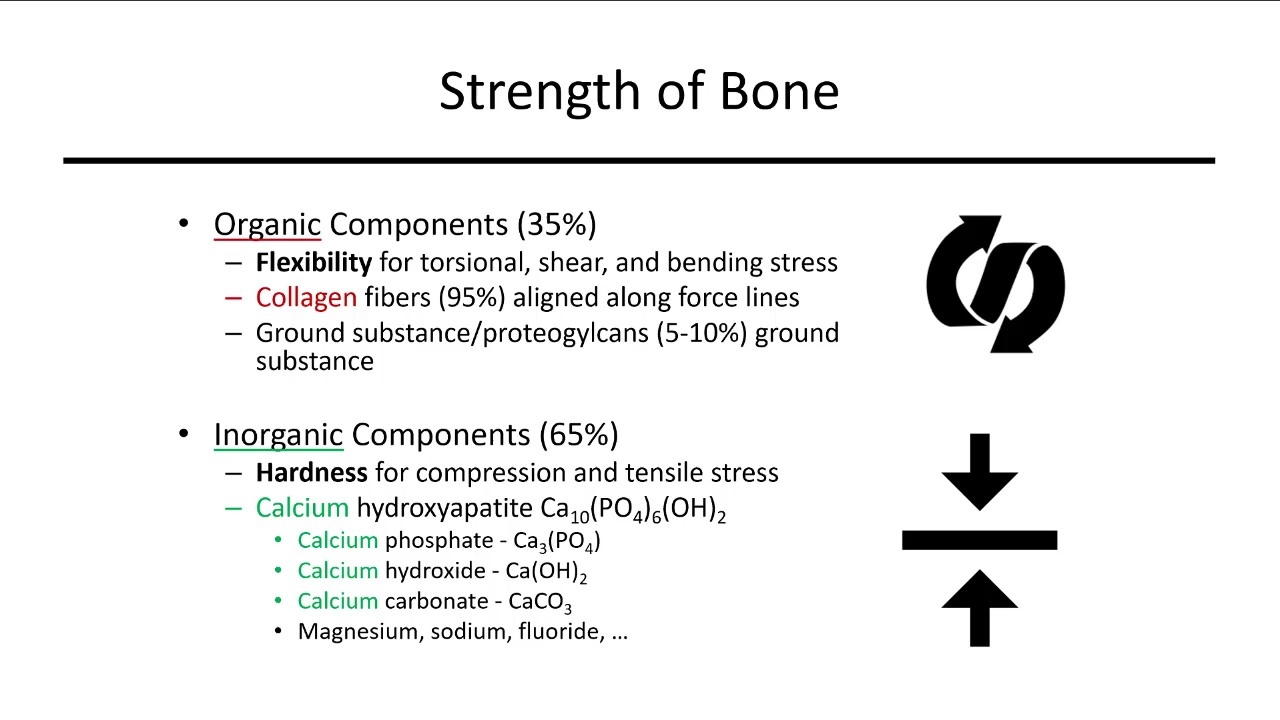 Strength of Bone
• Organic Components (35%)
– Flexibility for torsional, shear, and bending stress
– Collagen fibers (95%) aligned along force lines
– Ground substance/proteogylcans (5-10%) ground
substance
• Inorganic Components (65%)
– Hardness for compression and tensile stress
– Calcium hydroxyapatite Ca₁₀(PO₄)₆(OH)₂
• Calcium phosphate - Ca₃(PO₄)
• Calcium hydroxide - Ca(OH)₂
• Calcium carbonate - CaCO₃
• Magnesium, sodium, fluoride, …